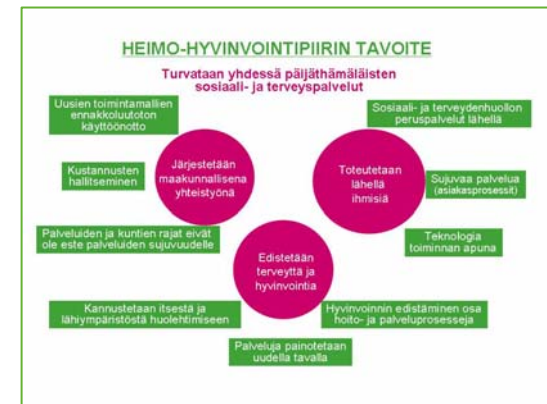 HEIMO-HYVINVOINTIPIIRIN TAVOITE
Turvataan yhdessä päijäthämäläisten
sosiaali- ja terveyspalvelut
Uusien toimintamallien
ennakkoluutoton
käyttöönotto
Kustannusten
hallitseminen
Palveluiden ja kuntien rajat eivät
ole este palveluiden sujuvuudelle
Järjestetään
maakunnallisena
yhteistyönä
Sosiaali- ja terveydenhuollon
peruspalvelut lähellä
Toteutetaan
lähellä
ihmisiä
Sujuvaa palvelua
(asiakasprosessit)
Teknologia
toiminnan apuna
Edistetään
terveyttä ja
hyvinvointia
Kannustetaan itsestä ja
lähiympäristöstä huolehtimiseen
Hyvinvoinnin edistäminen osa
hoito- ja palveluprosesseja
Palveluja painotetaan
uudella tavalla